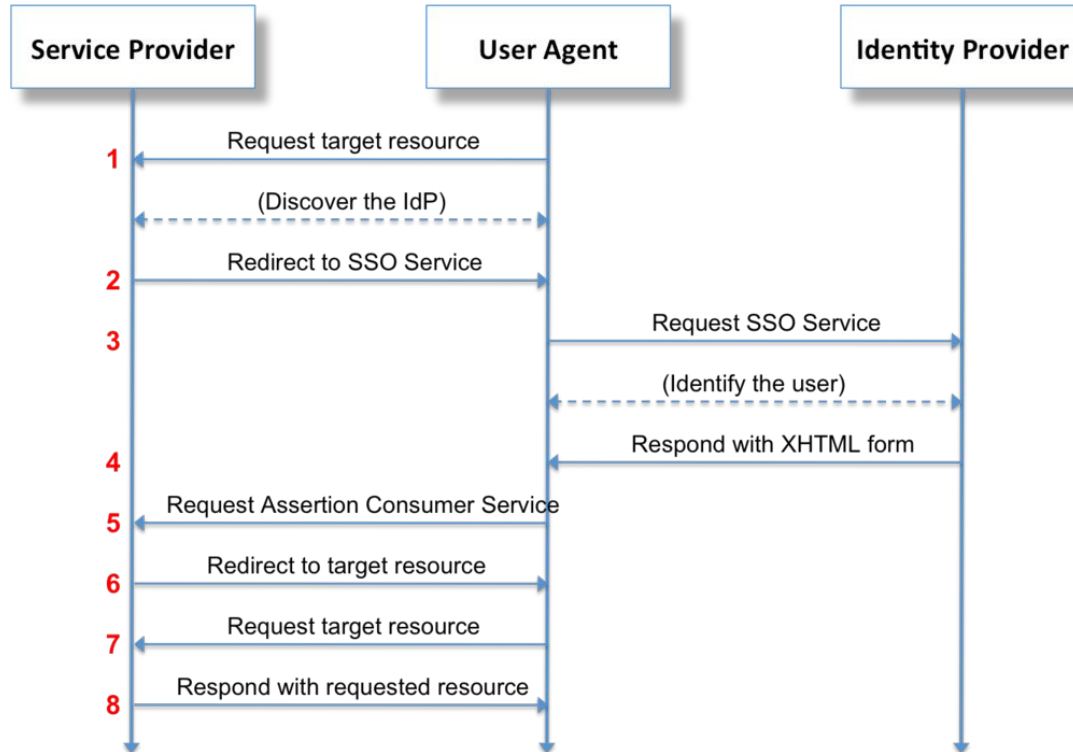 Service Provider
User Agent
Identity Provider
1
Request target resource
(Discover the IdP)
2
Redirect to SSO Service
3
Request SSO Service
(Identify the user)
4
Respond with XHTML form
5
Request Assertion Consumer Service
6
Redirect to target resource
7
Request target resource
8
Respond with requested resource